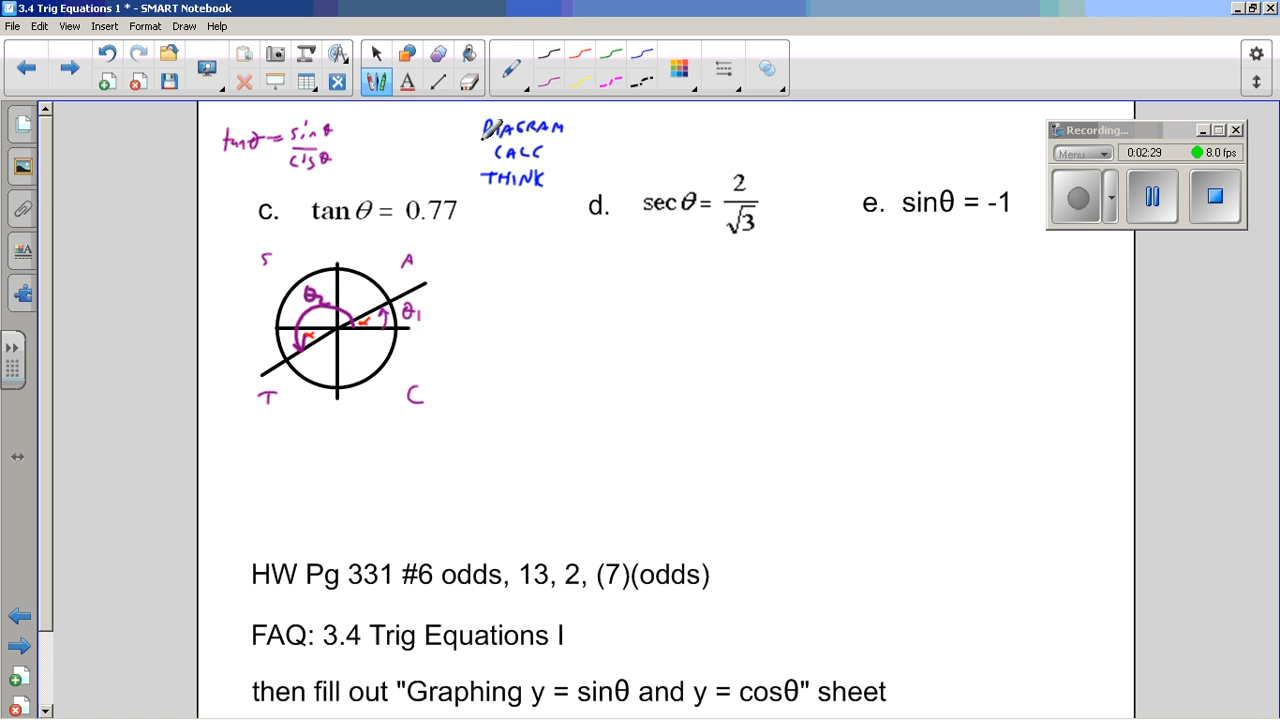 3.4 Trig Equations 1 * - SMART Notebook
File Edit View Insert Format Draw Help
Recording...
Menu
0:02:29
8.0 fps
tanθ = sinθ
cosθ
DIAGRAM
CALC
THINK
c. tan θ = 0.77
d. sec θ = 2
√3
e. sinθ = -1
S A
θ2 α θ1
α
T C
HW Pg 331 #6 odds, 13, 2, (7)(odds)
FAQ: 3.4 Trig Equations I
then fill out "Graphing y = sinθ and y = cosθ" sheet